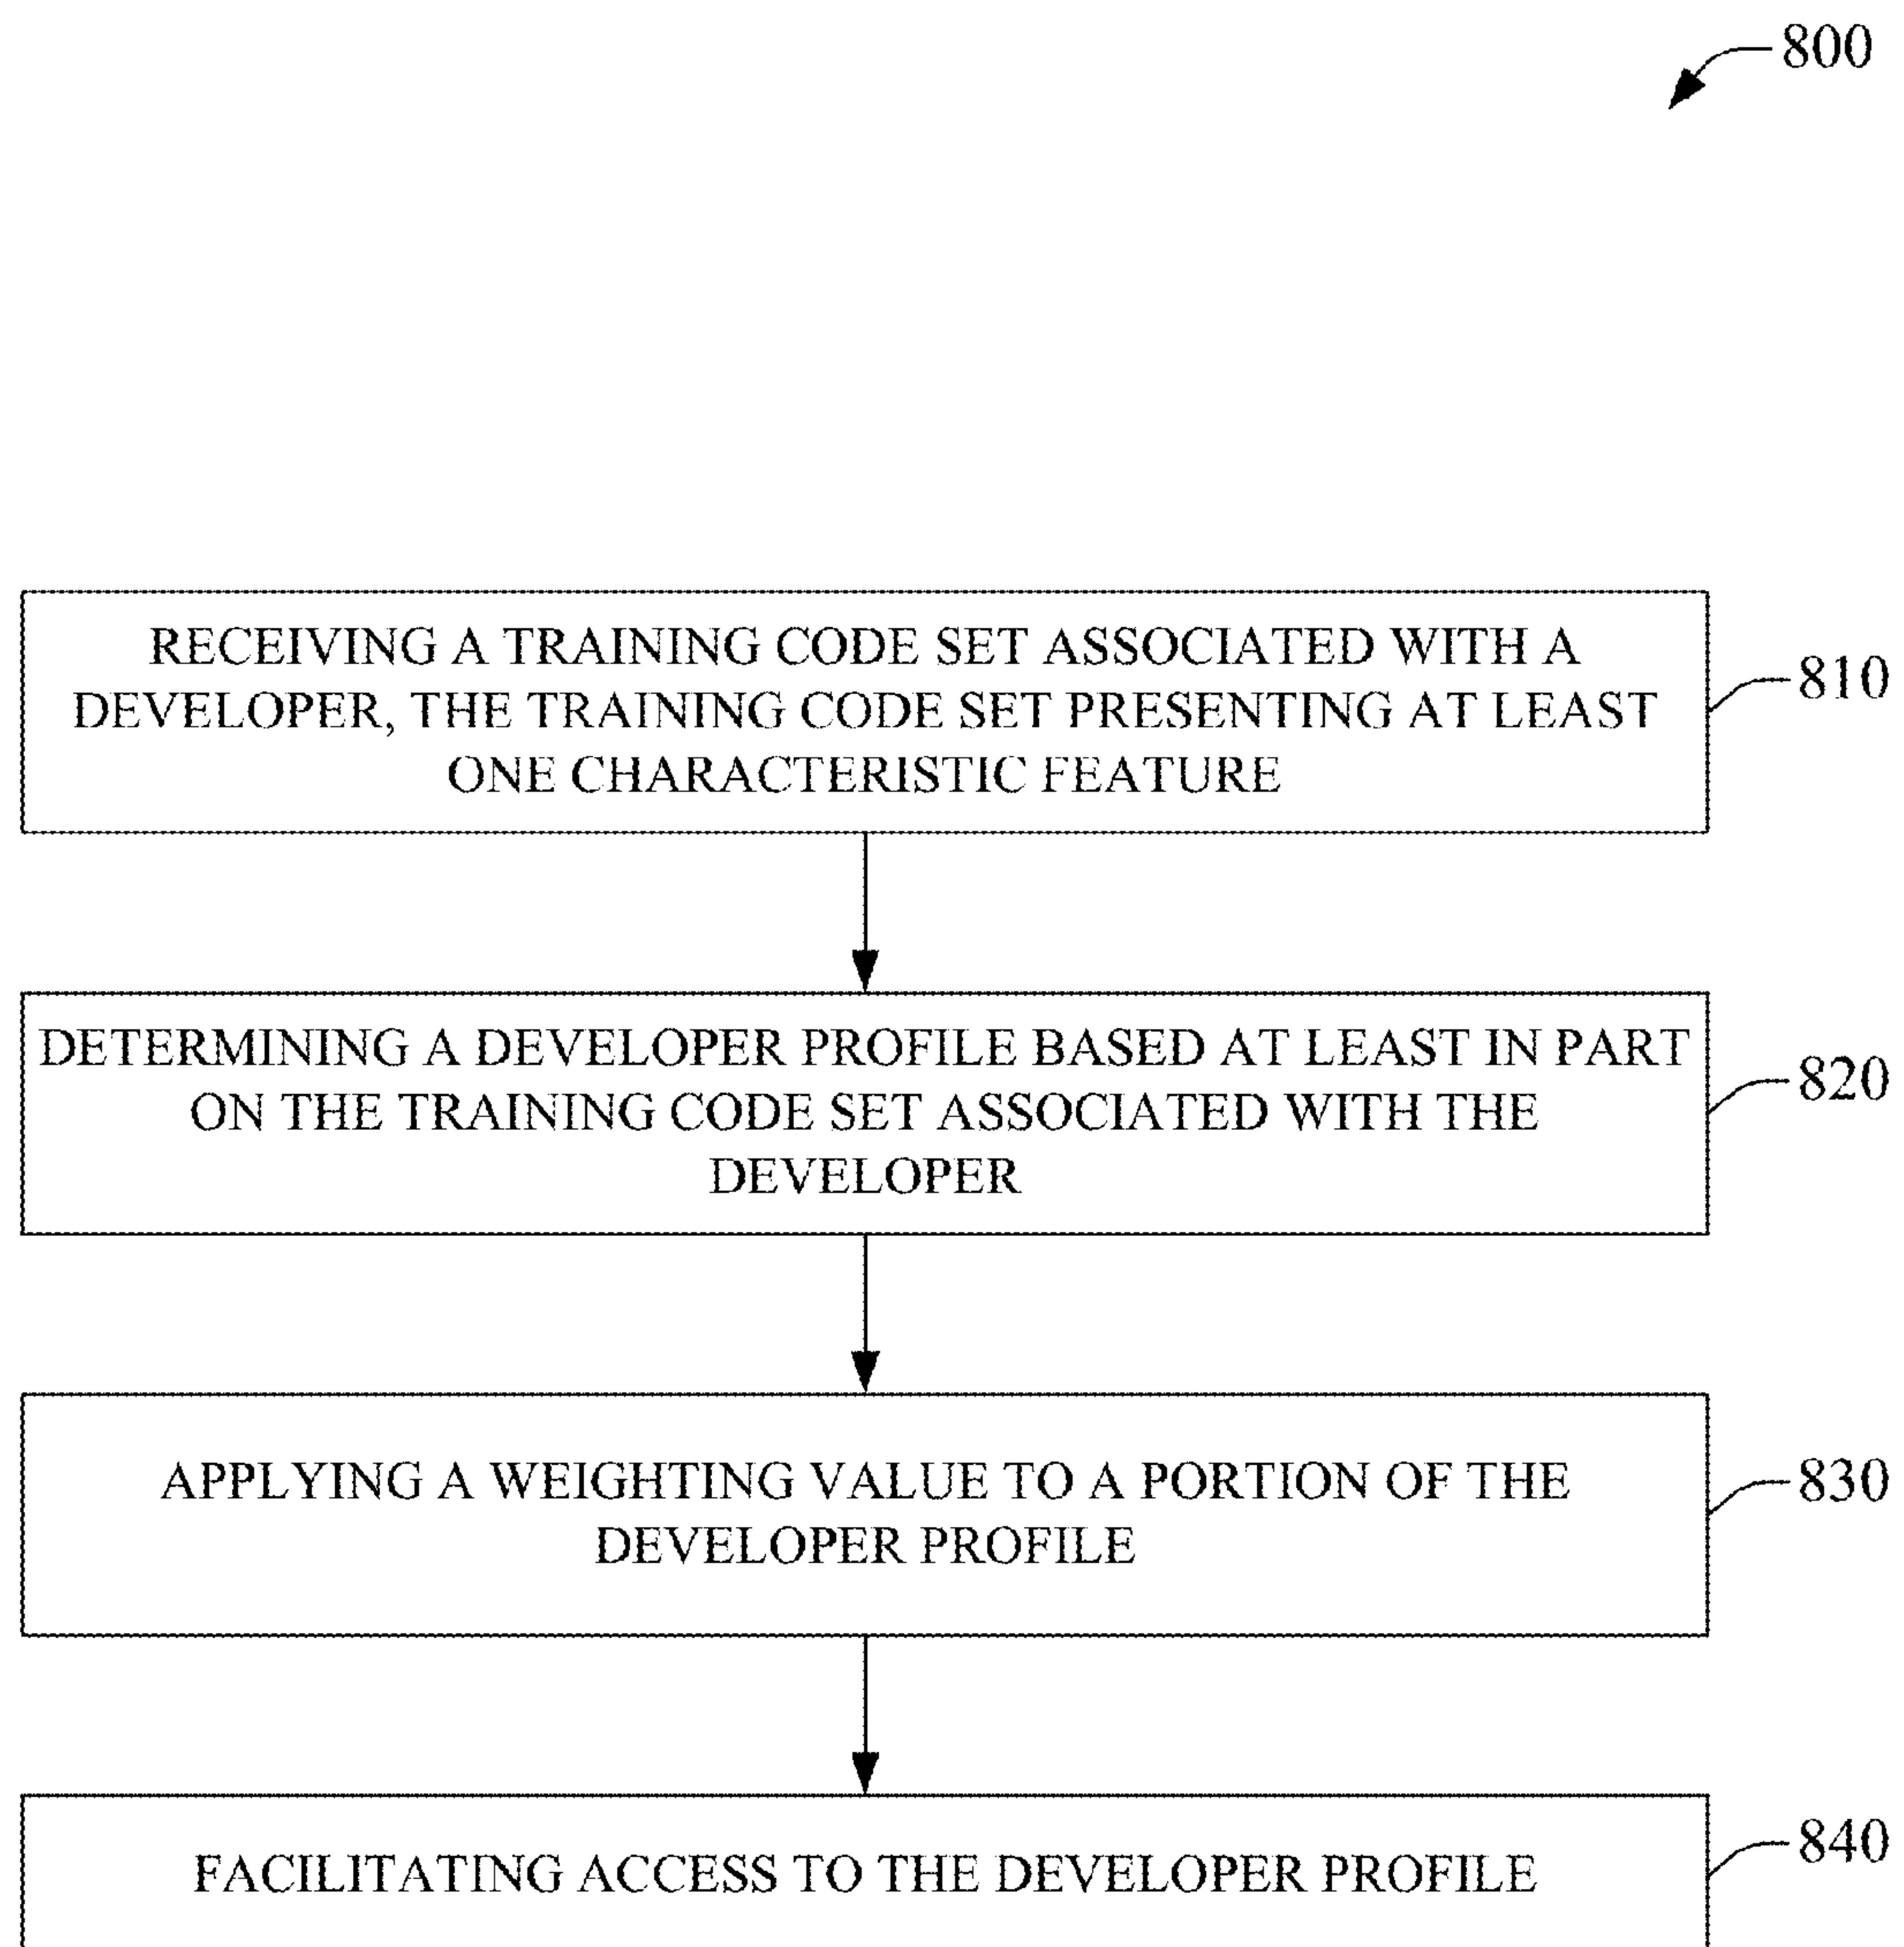 800
RECEIVING A TRAINING CODE SET ASSOCIATED WITH A
DEVELOPER, THE TRAINING CODE SET PRESENTING AT LEAST
ONE CHARACTERISTIC FEATURE
810
DETERMINING A DEVELOPER PROFILE BASED AT LEAST IN PART
ON THE TRAINING CODE SET ASSOCIATED WITH THE
DEVELOPER
820
APPLYING A WEIGHTING VALUE TO A PORTION OF THE
DEVELOPER PROFILE
830
FACILITATING ACCESS TO THE DEVELOPER PROFILE
840